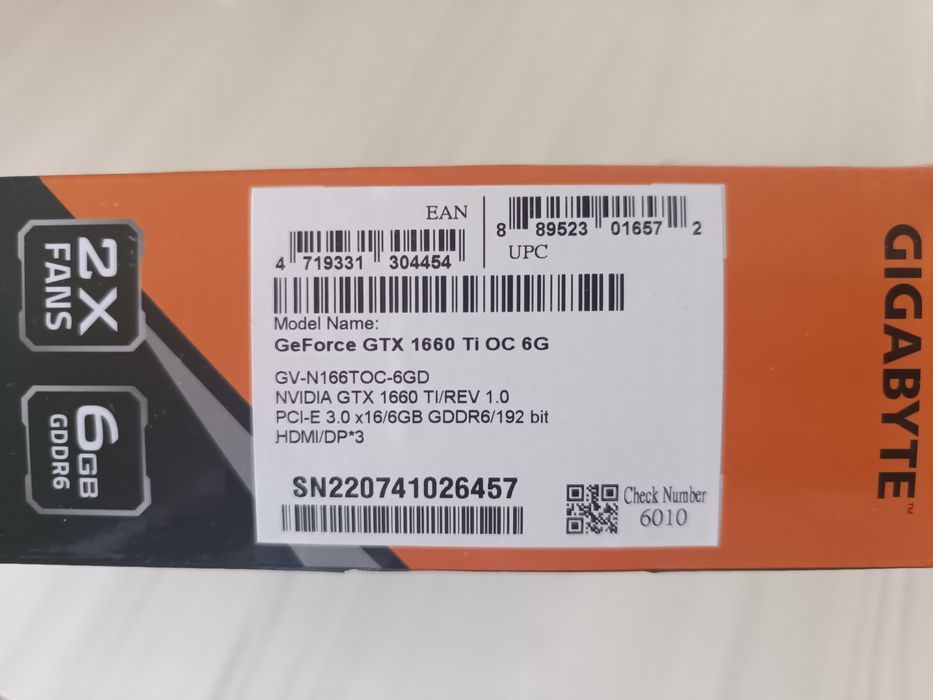 2X
FANS
6GB
GDDR6
EAN
4 719331 304454
8 89523 01657 2
UPC
Model Name:
GeForce GTX 1660 Ti OC 6G
GV-N166TOC-6GD
NVIDIA GTX 1660 TI/REV 1.0
PCI-E 3.0 x16/6GB GDDR6/192 bit
HDMI/DP*3
SN220741026457
Check Number
6010
GIGABYTE™